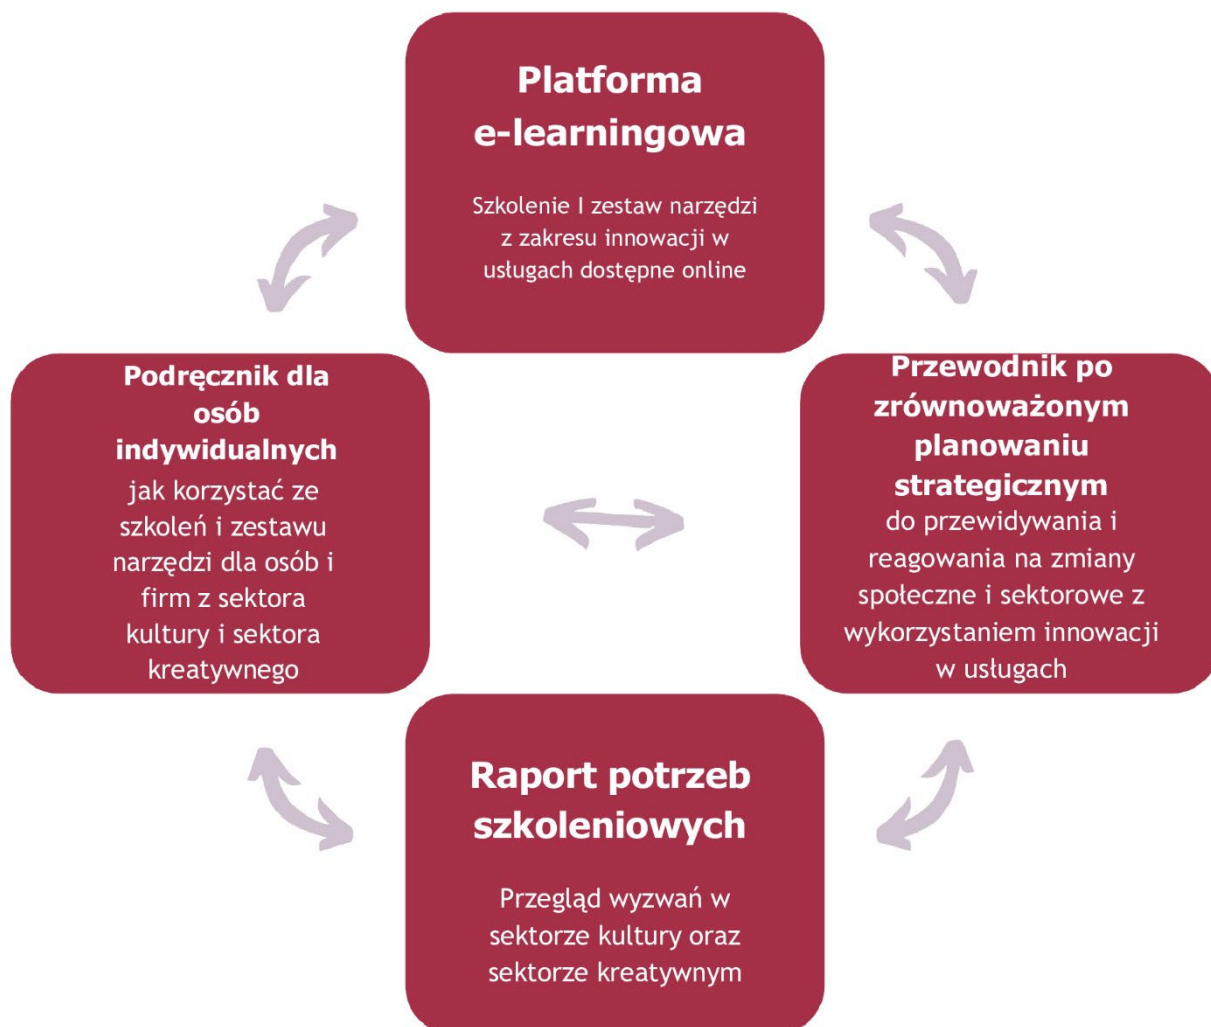 Platforma
e-learningowa
Szkolenie I zestaw narzędzi
z zakresu innowacji w
usługach dostępne online
Podręcznik dla
osób
indywidualnych
jak korzystać ze
szkoleń i zestawu
narzędzi dla osób i
firm z sektora
kultury i sektora
kreatywnego
Przewodnik po
zrównoważonym
planowaniu
strategicznym
do przewidywania i
reagowania na zmiany
społeczne i sektorowe z
wykorzystaniem innowacji
w usługach
Raport potrzeb
szkoleniowych
Przegląd wyzwań w
sektorze kultury oraz
sektorze kreatywnym